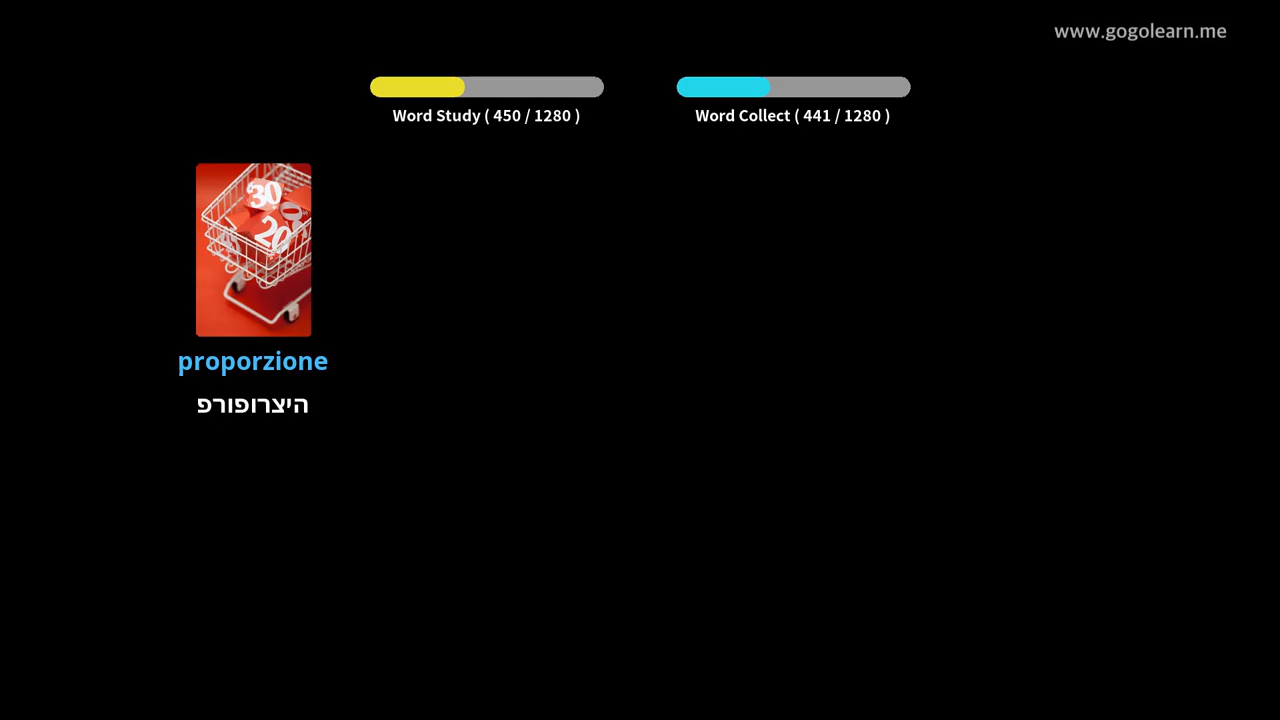 www.gogolearn.me
Word Study ( 450 / 1280 )
Word Collect ( 441 / 1280 )
30
20
proporzione
היצרופורפ